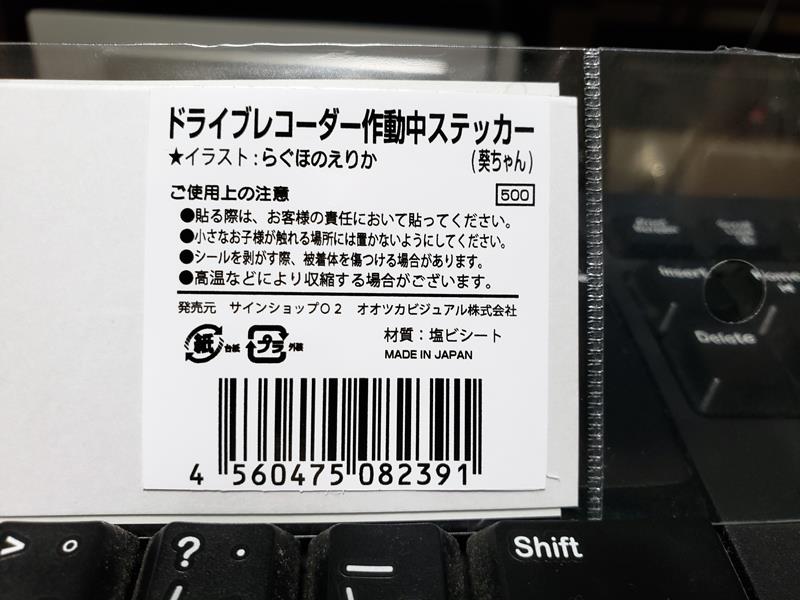 ドライブレコーダー作動中ステッカー
★イラスト:らぐほのえりか (葵ちゃん)
ご使用上の注意 500
●貼る際は、お客様の責任において貼ってください。
●小さなお子様が触れる場所には置かないようにしてください。
●シールを剥がす際、被着体を傷つける場合があります。
●高温などにより収縮する場合がございます。
発売元 サインショップO2 オオツカビジュアル株式会社
紙 台紙 プラ 外装 材質:塩ビシート
MADE IN JAPAN
4 560475 082391
Insert Home
Delete
> 。 ? ・ _ Shift